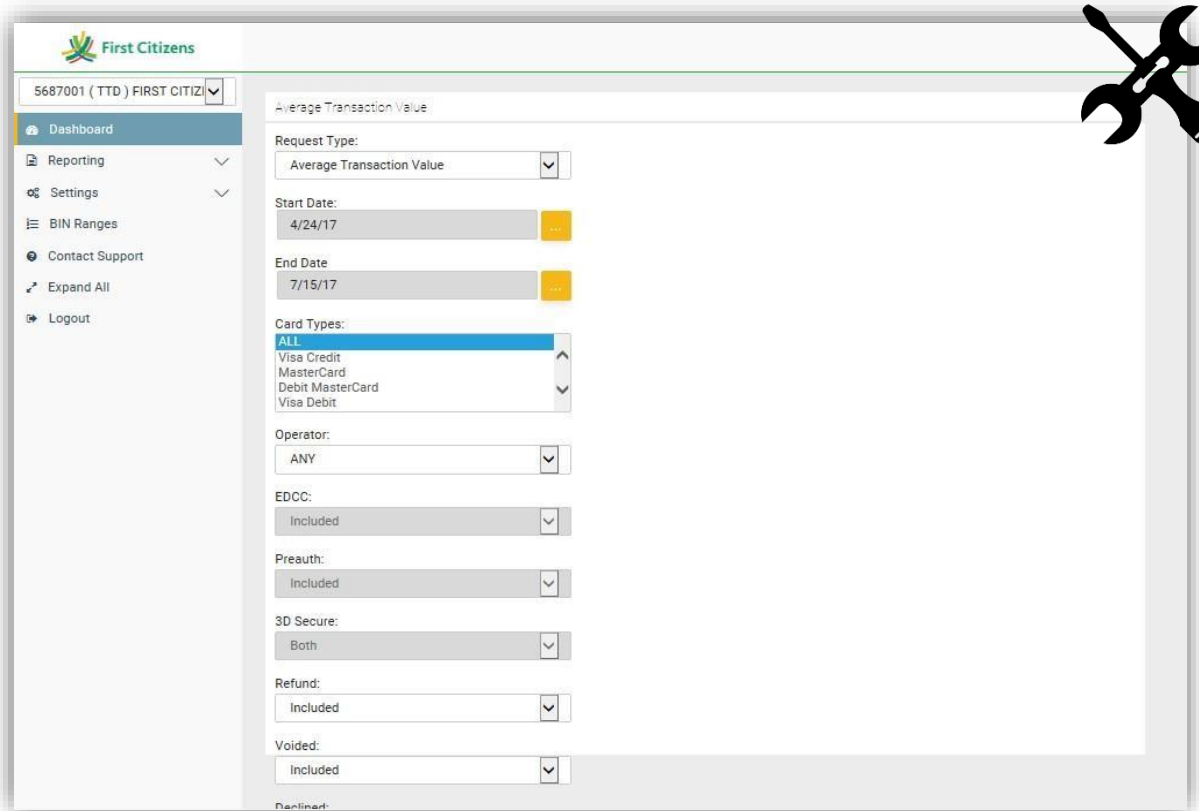 First Citizens
5687001 ( TTD ) FIRST CITIZI
Dashboard
Reporting
Settings
BIN Ranges
Contact Support
Expand All
Logout
Average Transaction Value
Request Type:
Average Transaction Value
Start Date:
4/24/17
...
End Date
7/15/17
...
Card Types:
ALL
Visa Credit
MasterCard
Debit MasterCard
Visa Debit
Operator:
ANY
EDCC:
Included
Preauth:
Included
3D Secure:
Both
Refund:
Included
Voided:
Included
Declined: